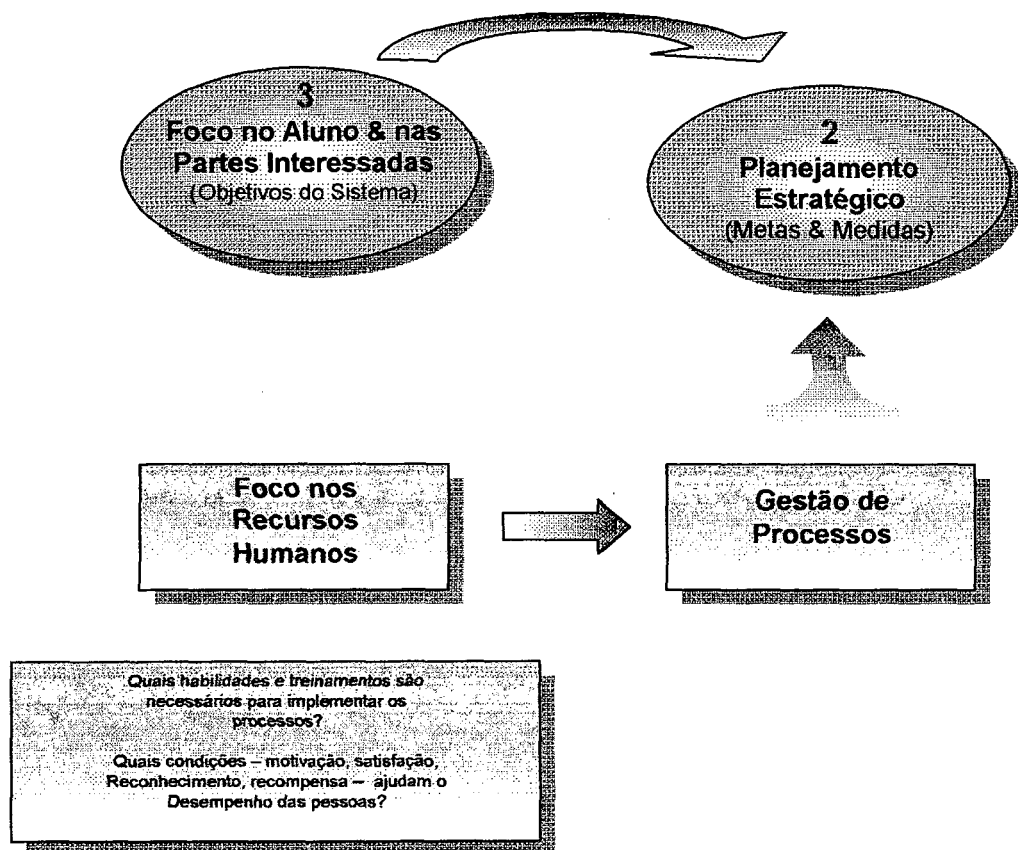 3
Foco no Aluno & nas
Partes Interessadas
(Objetivos do Sistema)
2
Planejamento
Estratégico
(Metas & Medidas)
Foco nos
Recursos
Humanos
Gestão de
Processos
Quais habilidades e treinamentos são
necessários para implementar os
processos?
Quais condições – motivação, satisfação,
Reconhecimento, recompensa – ajudam o
Desempenho das pessoas?